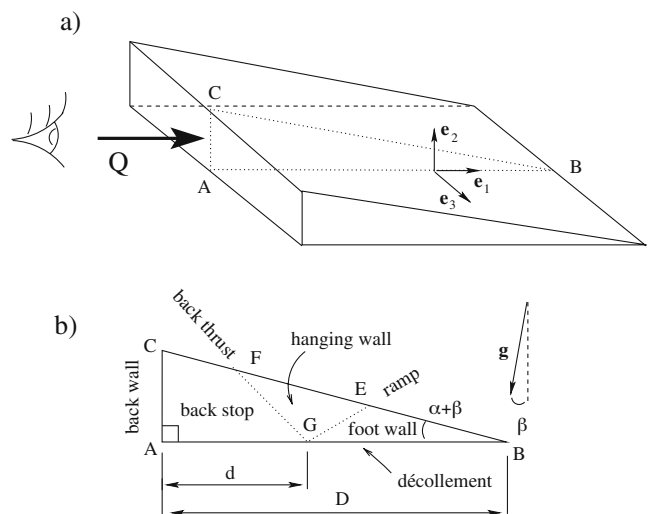 a)
C
Q
A
e₂
e₁
e₃
B
b)
back thrust
hanging wall
g
β
C
F
E
ramp
back wall
back stop
G
foot wall
α+β
A
B
décollement
d
D